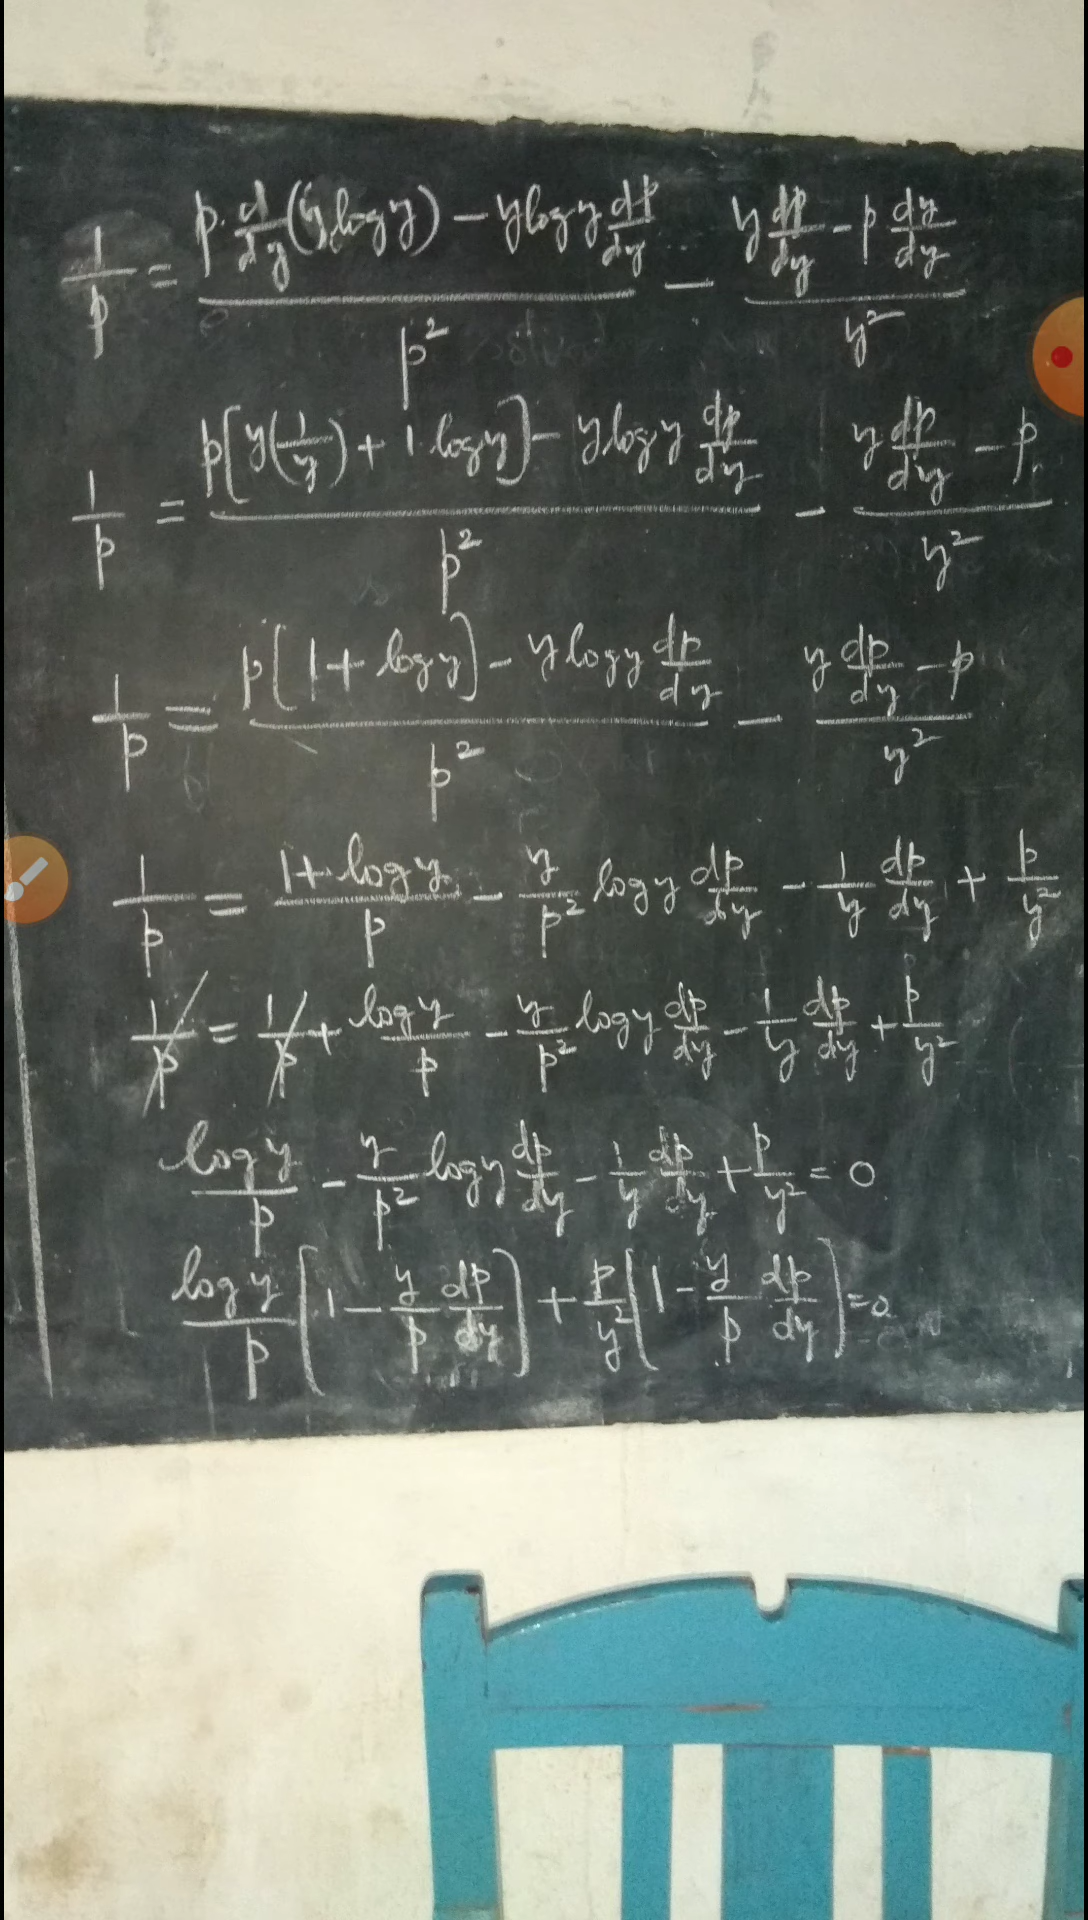 1/p = (p · d/dy (y log y) − y log y dp/dy) / p² − (y dp/dy − p dy/dy) / y²
1/p = (p[y(1/y) + 1·log y] − y log y dp/dy) / p² − (y dp/dy − p) / y²
1/p = (p[1 + log y] − y log y dp/dy) / p² − (y dp/dy − p) / y²
1/p = (1 + log y)/p − y/p² log y dp/dy − 1/y dp/dy + p/y²
1/p = 1/p + log y/p − y/p² log y dp/dy − 1/y dp/dy + p/y²
log y/p − y/p² log y dp/dy − 1/y dp/dy + p/y² = 0
log y/p [1 − y/p dp/dy] + p/y² [1 − y/p dp/dy] = 0